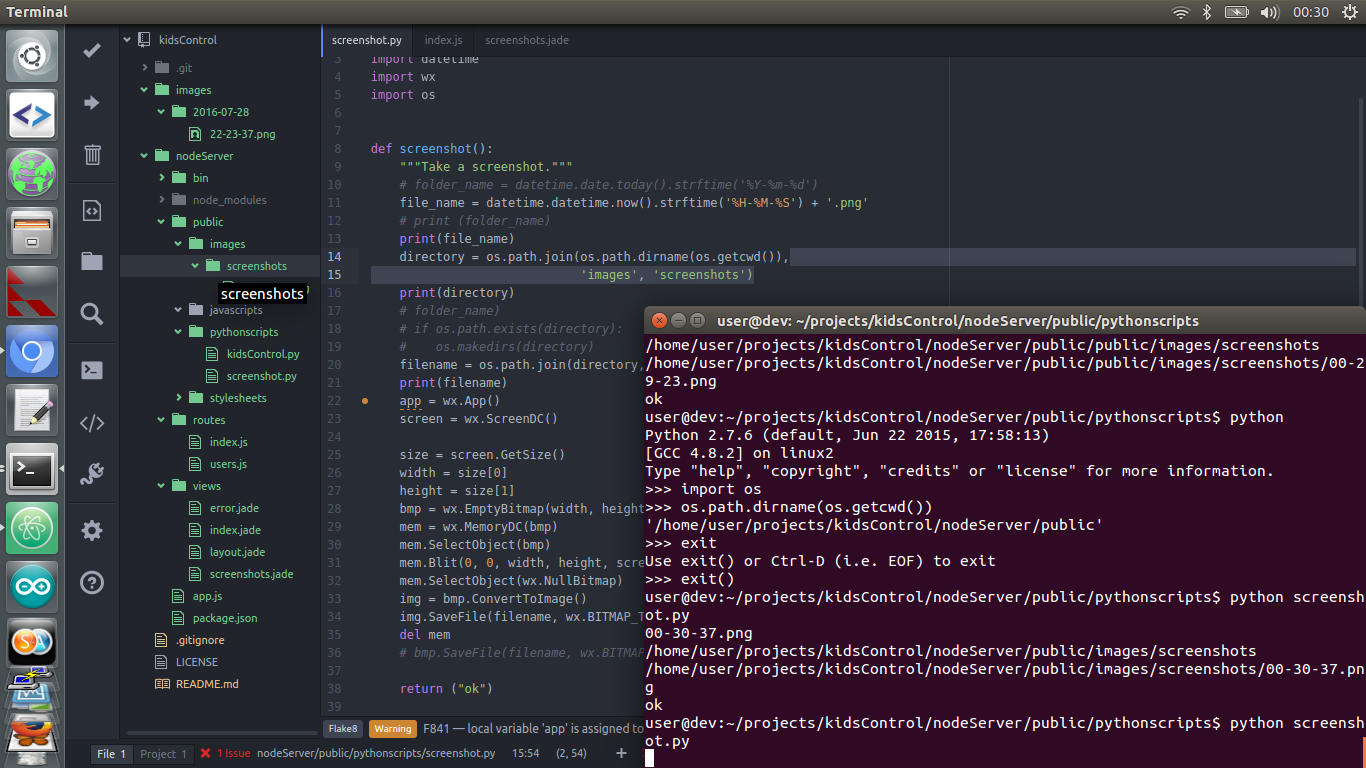 Terminal
00:30
kidsControl
.git
images
2016-07-28
22-23-37.png
nodeServer
bin
node_modules
public
images
screenshots
screenshots
javascripts
pythonscripts
kidsControl.py
screenshot.py
stylesheets
routes
index.js
users.js
views
error.jade
index.jade
layout.jade
screenshots.jade
app.js
package.json
.gitignore
LICENSE
README.md
screenshot.py index.js screenshots.jade
3 import datetime
4 import wx
5 import os
6
7
8 def screenshot():
9 """Take a screenshot."""
10 # folder_name = datetime.date.today().strftime('%Y-%m-%d')
11 file_name = datetime.datetime.now().strftime('%H-%M-%S') + '.png'
12 # print (folder_name)
13 print(file_name)
14 directory = os.path.join(os.path.dirname(os.getcwd()),
15 'images', 'screenshots')
16 print(directory)
17 # folder_name)
18 # if os.path.exists(directory):
19 # os.makedirs(directory)
20 filename = os.path.join(directory,
21 print(filename)
22 app = wx.App()
23 screen = wx.ScreenDC()
24
25 size = screen.GetSize()
26 width = size[0]
27 height = size[1]
28 bmp = wx.EmptyBitmap(width, height
29 mem = wx.MemoryDC(bmp)
30 mem.SelectObject(bmp)
31 mem.Blit(0, 0, width, height, scre
32 mem.SelectObject(wx.NullBitmap)
33 img = bmp.ConvertToImage()
34 img.SaveFile(filename, wx.BITMAP_T
35 del mem
36 # bmp.SaveFile(filename, wx.BITMAP
37
38 return ("ok")
39
Flake8 Warning F841 — local variable 'app' is assigned to
File 1 Project 1 1 Issue nodeServer/public/pythonscripts/screenshot.py 15:54 (2, 54) +
user@dev: ~/projects/kidsControl/nodeServer/public/pythonscripts
/home/user/projects/kidsControl/nodeServer/public/public/images/screenshots
/home/user/projects/kidsControl/nodeServer/public/public/images/screenshots/00-2
9-23.png
ok
user@dev:~/projects/kidsControl/nodeServer/public/pythonscripts$ python
Python 2.7.6 (default, Jun 22 2015, 17:58:13)
[GCC 4.8.2] on linux2
Type "help", "copyright", "credits" or "license" for more information.
>>> import os
>>> os.path.dirname(os.getcwd())
'/home/user/projects/kidsControl/nodeServer/public'
>>> exit
Use exit() or Ctrl-D (i.e. EOF) to exit
>>> exit()
user@dev:~/projects/kidsControl/nodeServer/public/pythonscripts$ python screensh
ot.py
00-30-37.png
/home/user/projects/kidsControl/nodeServer/public/images/screenshots
/home/user/projects/kidsControl/nodeServer/public/images/screenshots/00-30-37.pn
g
ok
user@dev:~/projects/kidsControl/nodeServer/public/pythonscripts$ python screensh
ot.py